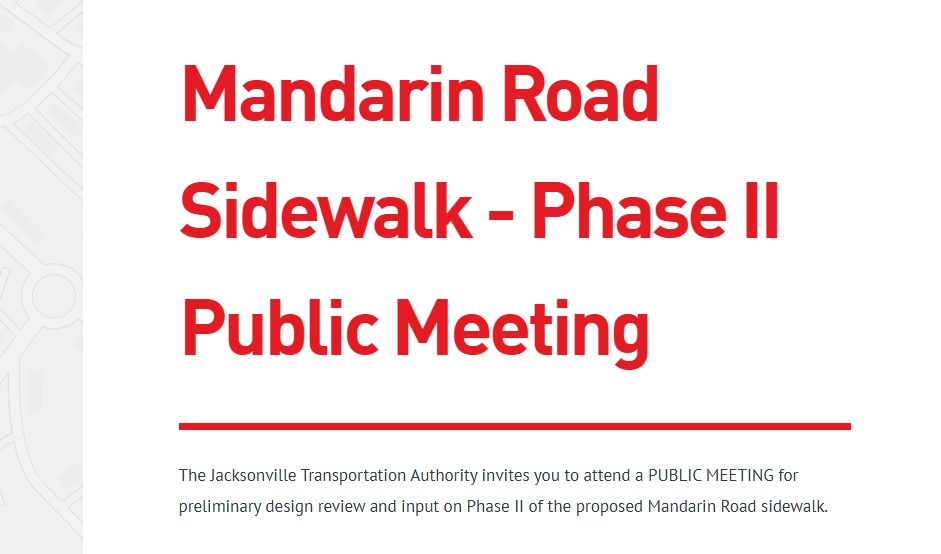 Mandarin Road
Sidewalk - Phase II
Public Meeting
The Jacksonville Transportation Authority invites you to attend a PUBLIC MEETING for
preliminary design review and input on Phase II of the proposed Mandarin Road sidewalk.